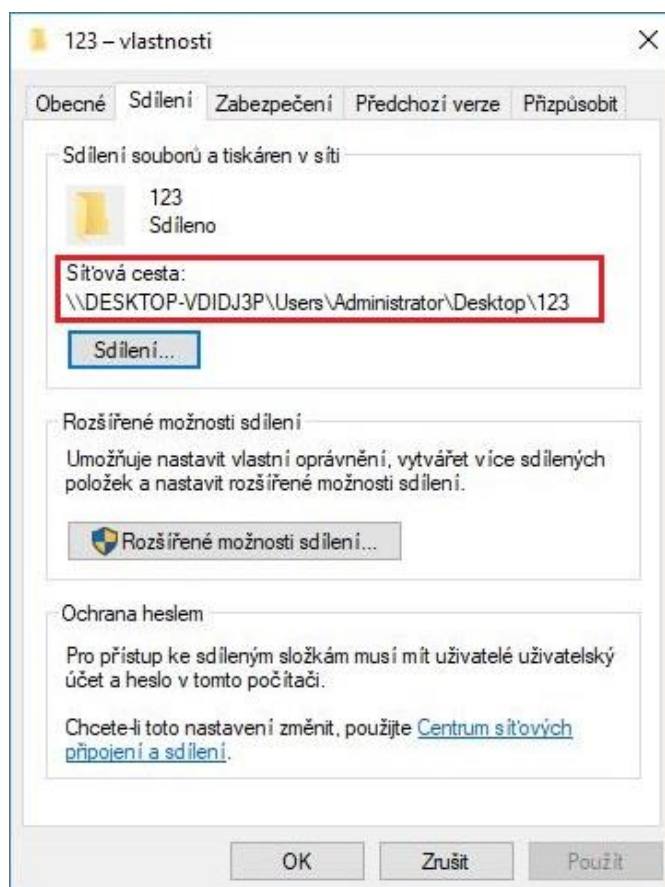 123 – vlastnosti
Obecné Sdílení Zabezpečení Předchozí verze Přizpůsobit
Sdílení souborů a tiskáren v síti
123
Sdíleno
Síťová cesta:
\\DESKTOP-VDIDJ3P\Users\Administrator\Desktop\123
Sdílení...
Rozšířené možnosti sdílení
Umožňuje nastavit vlastní oprávnění, vytvářet více sdílených
položek a nastavit rozšířené možnosti sdílení.
Rozšířené možnosti sdílení...
Ochrana heslem
Pro přístup ke sdíleným složkám musí mít uživatelé uživatelský
účet a heslo v tomto počítači.
Chcete-li toto nastavení změnit, použijte Centrum síťových
připojení a sdílení.
OK Zrušit Použít